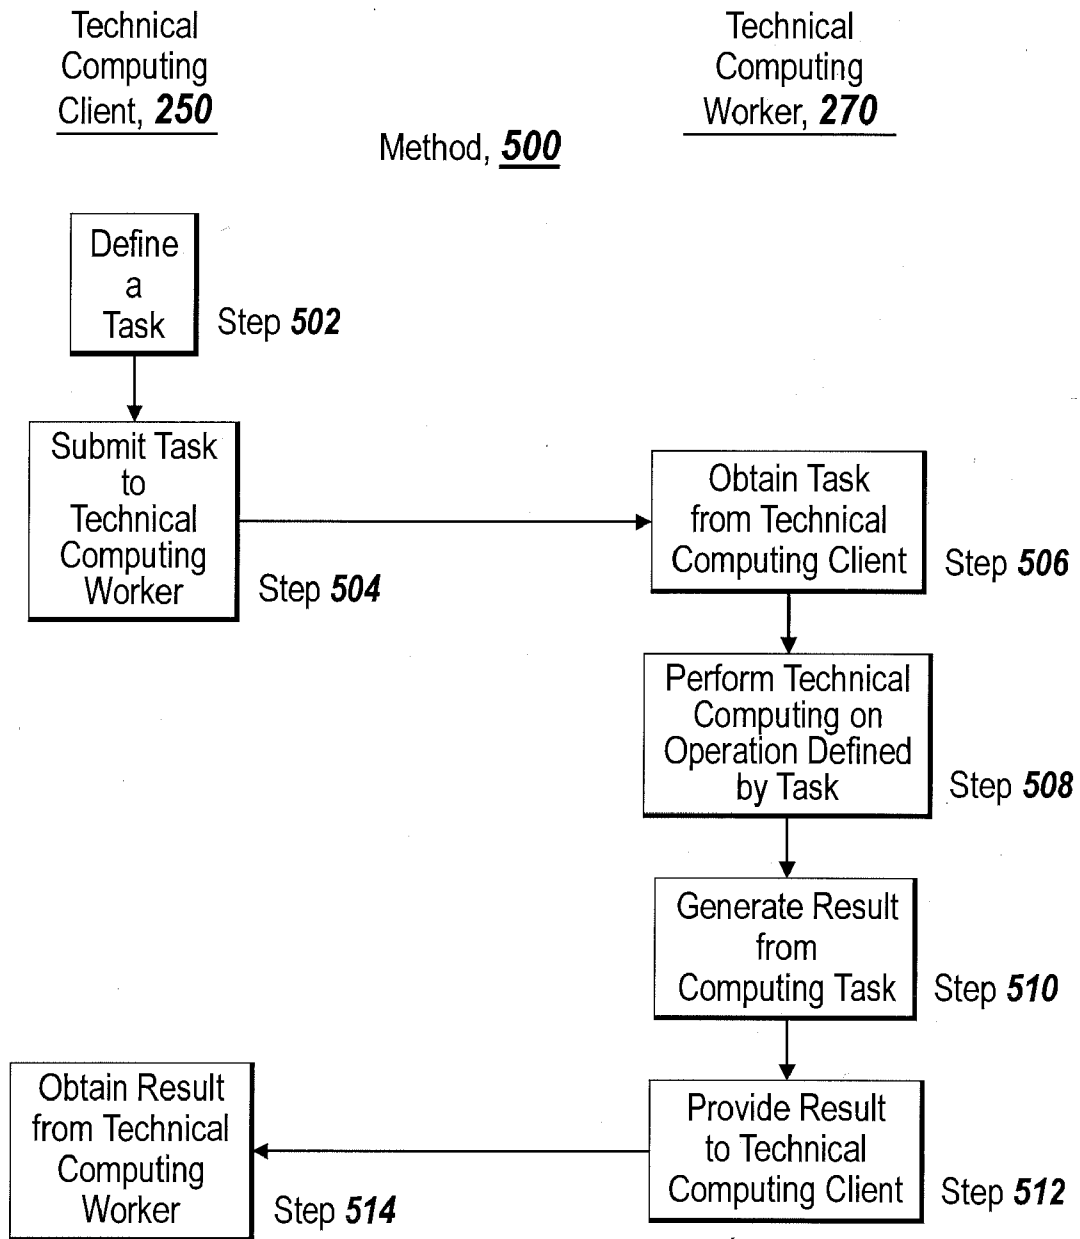 Technical
Computing
Client, 250
Technical
Computing
Worker, 270
Method, 500
Define
a
Task
Step 502
Submit Task
to
Technical
Computing
Worker
Step 504
Obtain Task
from Technical
Computing Client
Step 506
Perform Technical
Computing on
Operation Defined
by Task
Step 508
Generate Result
from
Computing Task
Step 510
Provide Result
to Technical
Computing Client
Step 512
Obtain Result
from Technical
Computing
Worker
Step 514